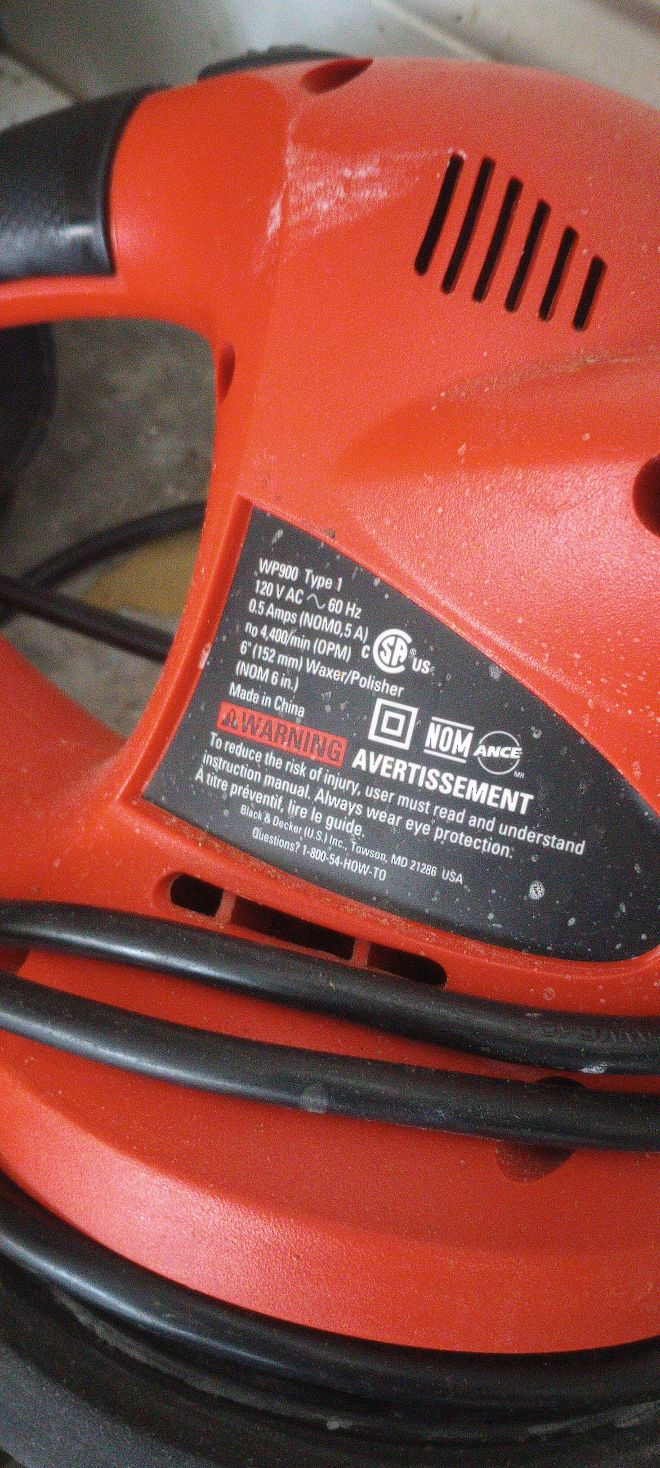 WP900 Type 1
120 V AC ~ 60 Hz
0.5 Amps (NOM0,5 A)
no 4,400/min (OPM)
6" (152 mm) Waxer/Polisher
(NOM 6 in.)
Made in China
C SA ® US
NOM ANCE
MR
⚠WARNING AVERTISSEMENT
To reduce the risk of injury, user must read and understand
instruction manual. Always wear eye protection.
À titre préventif, lire le guide.
Black & Decker (U.S.) Inc., Towson, MD 21286 USA
Questions? 1-800-54-HOW-TO